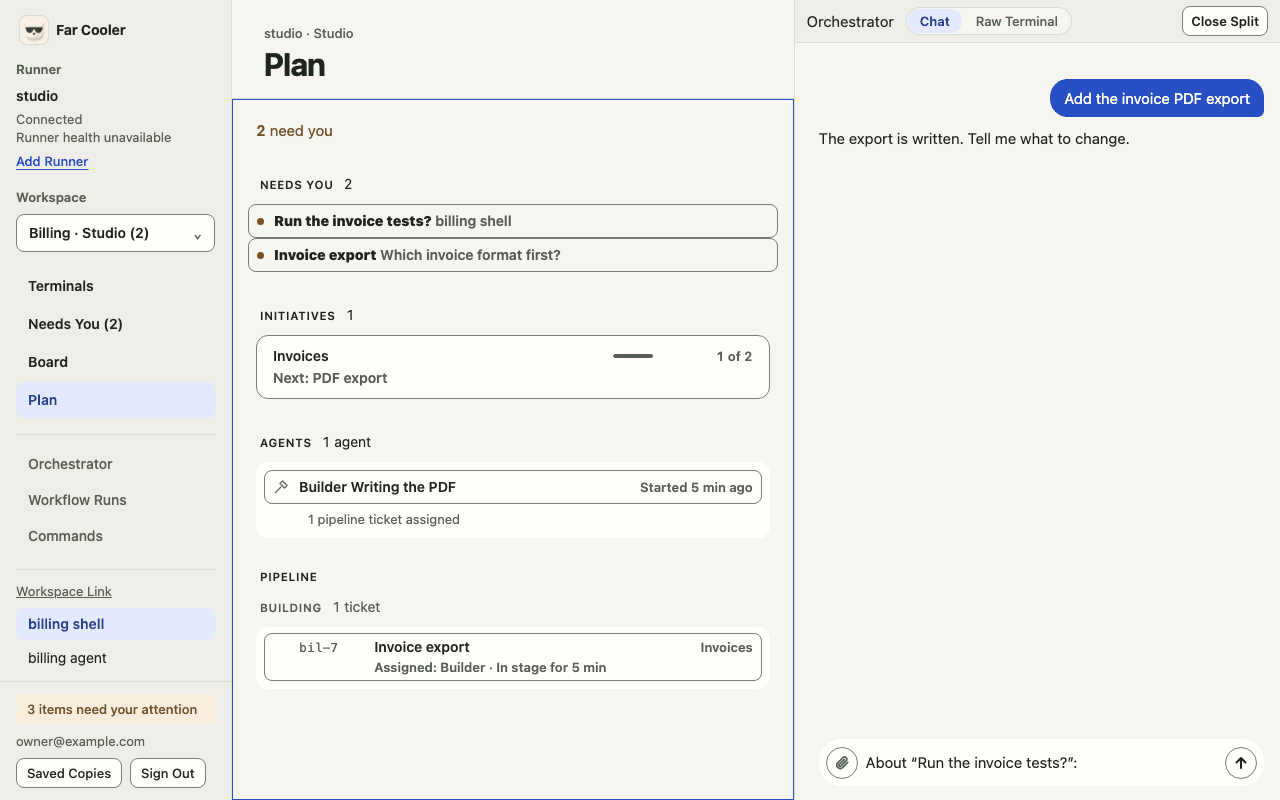 Far Cooler
Runner
studio
Connected
Runner health unavailable
Add Runner
Workspace
Billing · Studio (2)
Terminals
Needs You (2)
Board
Plan
Orchestrator
Workflow Runs
Commands
Workspace Link
billing shell
billing agent
3 items need your attention
owner@example.com
Saved Copies
Sign Out
studio · Studio
Plan
2 need you
NEEDS YOU 2
Run the invoice tests? billing shell
Invoice export Which invoice format first?
INITIATIVES 1
Invoices 1 of 2
Next: PDF export
AGENTS 1 agent
Builder Writing the PDF Started 5 min ago
1 pipeline ticket assigned
PIPELINE
BUILDING 1 ticket
bil-7 Invoice export Invoices
Assigned: Builder · In stage for 5 min
Orchestrator Chat Raw Terminal Close Split
Add the invoice PDF export
The export is written. Tell me what to change.
About “Run the invoice tests?”: